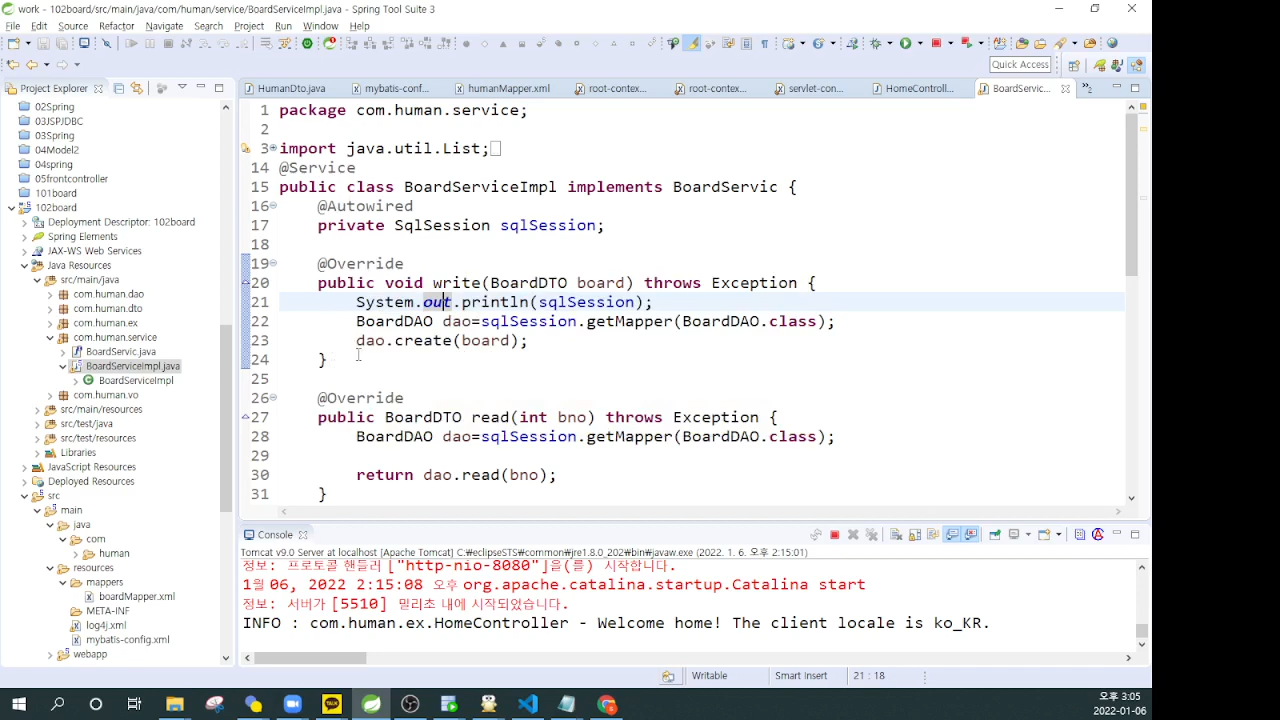 work - 102board/src/main/java/com/human/service/BoardServiceImpl.java - Spring Tool Suite 3
File Edit Source Refactor Navigate Search Project Run Window Help
Quick Access
Project Explorer
HumanDto.java mybatis-conf... humanMapper.xml root-contex... root-contex... servlet-con... HomeControll... BoardServic... »2
02Spring
03JSPJDBC
03Spring
04Model2
04spring
05frontcontroller
101board
102board
Deployment Descriptor: 102board
Spring Elements
JAX-WS Web Services
Java Resources
src/main/java
com.human.dao
com.human.dto
com.human.ex
com.human.service
BoardServic.java
BoardServiceImpl.java
BoardServiceImpl
com.human.vo
src/main/resources
src/test/java
src/test/resources
Libraries
JavaScript Resources
Deployed Resources
src
main
java
com
human
resources
mappers
boardMapper.xml
META-INF
log4j.xml
mybatis-config.xml
webapp
1 package com.human.service;
2
3 import java.util.List;
14 @Service
15 public class BoardServiceImpl implements BoardServic {
16 @Autowired
17 private SqlSession sqlSession;
18
19 @Override
20 public void write(BoardDTO board) throws Exception {
21 System.out.println(sqlSession);
22 BoardDAO dao=sqlSession.getMapper(BoardDAO.class);
23 dao.create(board);
24 }
25
26 @Override
27 public BoardDTO read(int bno) throws Exception {
28 BoardDAO dao=sqlSession.getMapper(BoardDAO.class);
29
30 return dao.read(bno);
31 }
Console
Tomcat v9.0 Server at localhost [Apache Tomcat] C:₩eclipseSTS₩common₩jre1.8.0_202₩bin₩javaw.exe (2022. 1. 6. 오후 2:15:01)
정보: 프로토콜 핸들러 ["http-nio-8080"]을(를) 시작합니다.
1월 06, 2022 2:15:08 오후 org.apache.catalina.startup.Catalina start
정보: 서버가 [5510] 밀리초 내에 시작되었습니다.
INFO : com.human.ex.HomeController - Welcome home! The client locale is ko_KR.
Writable Smart Insert 21 : 18
TALK
오후 3:05
2022-01-06